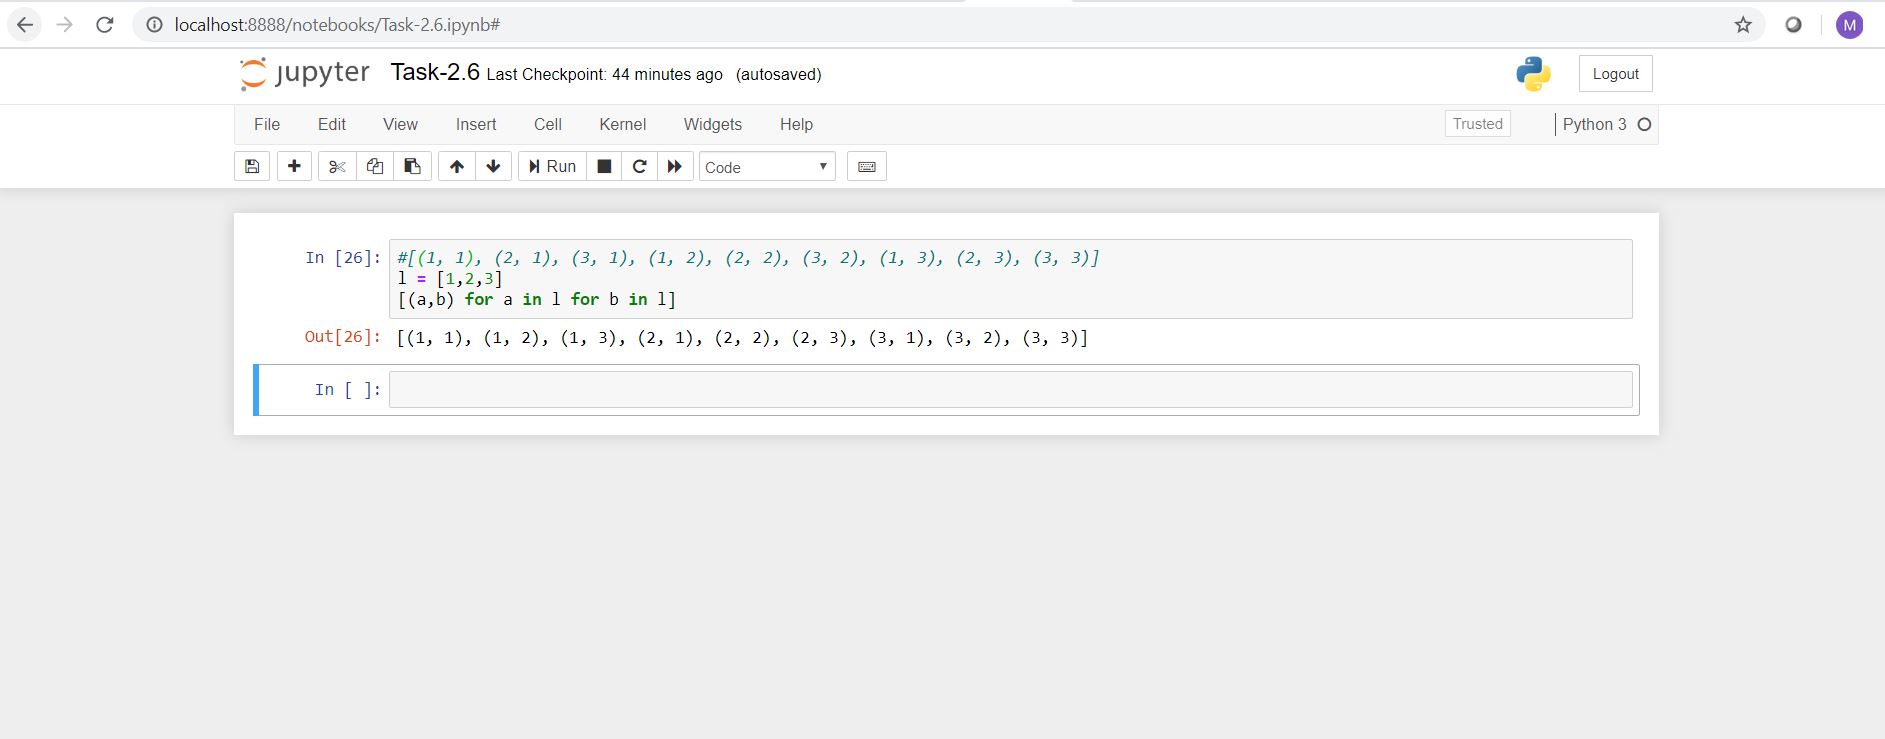 localhost:8888/notebooks/Task-2.6.ipynb#
M
jupyter Task-2.6 Last Checkpoint: 44 minutes ago (autosaved)
Logout
File Edit View Insert Cell Kernel Widgets Help
Trusted
Python 3
Run
Code
In [26]: #[(1, 1), (2, 1), (3, 1), (1, 2), (2, 2), (3, 2), (1, 3), (2, 3), (3, 3)]
l = [1,2,3]
[(a,b) for a in l for b in l]
Out[26]: [(1, 1), (1, 2), (1, 3), (2, 1), (2, 2), (2, 3), (3, 1), (3, 2), (3, 3)]
In [ ]: